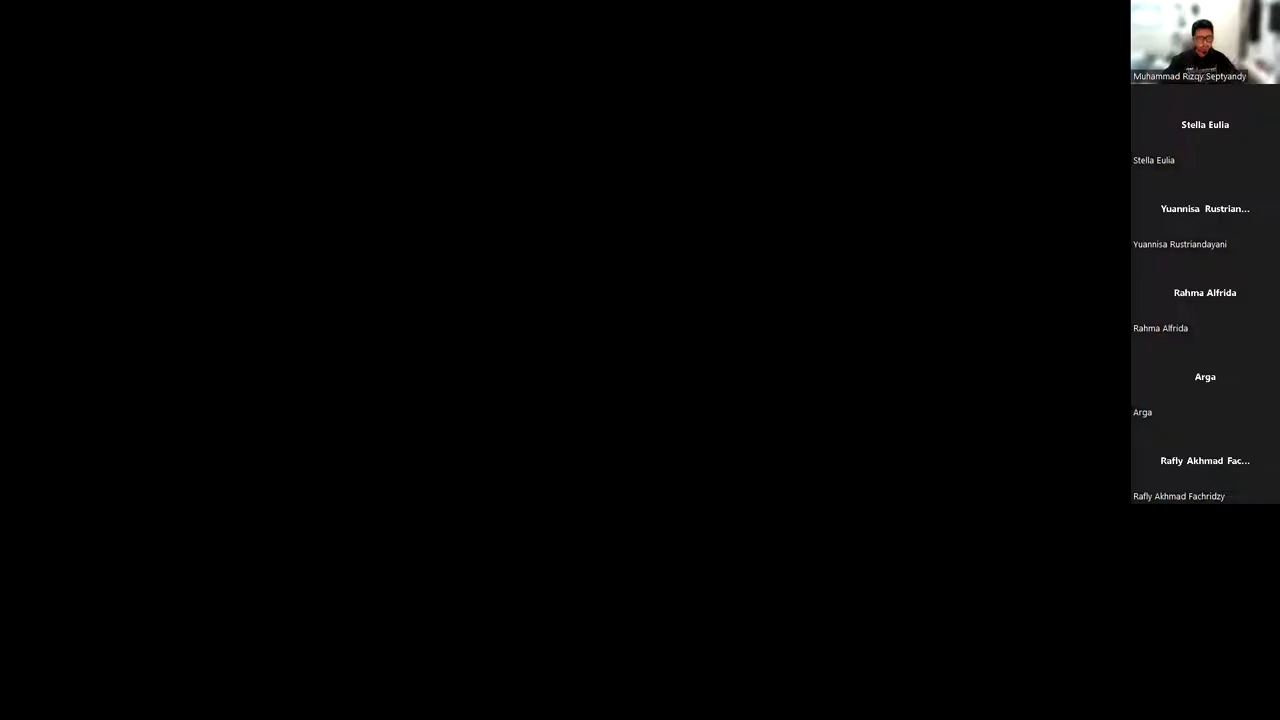 Muhammad Rizqy Septyandy
Stella Eulia
Stella Eulia
Yuannisa Rustrian...
Yuannisa Rustriandayani
Rahma Alfrida
Rahma Alfrida
Arga
Arga
Rafly Akhmad Fac...
Rafly Akhmad Fachridzy